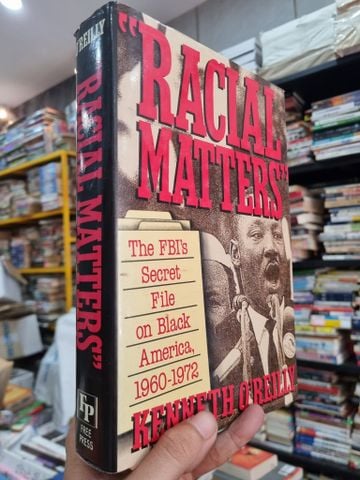 "RACIAL
MATTERS"
The FBI's
Secret
File
on Black
America,
1960-1972
KENNETH O'REILLY
O'REILLY
"RACIAL MATTERS"
FP
FREE
PRESS